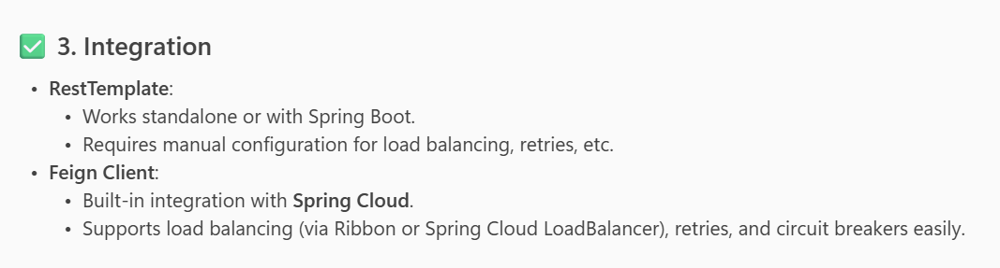 ✅ 3. Integration
• RestTemplate:
• Works standalone or with Spring Boot.
• Requires manual configuration for load balancing, retries, etc.
• Feign Client:
• Built-in integration with Spring Cloud.
• Supports load balancing (via Ribbon or Spring Cloud LoadBalancer), retries, and circuit breakers easily.